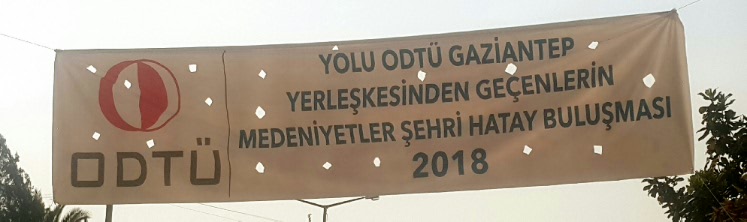 ODTÜ
YOLU ODTÜ GAZİANTEP
YERLEŞKESİNDEN GEÇENLERİN
MEDENİYETLER ŞEHRİ HATAY BULUŞMASI
2018